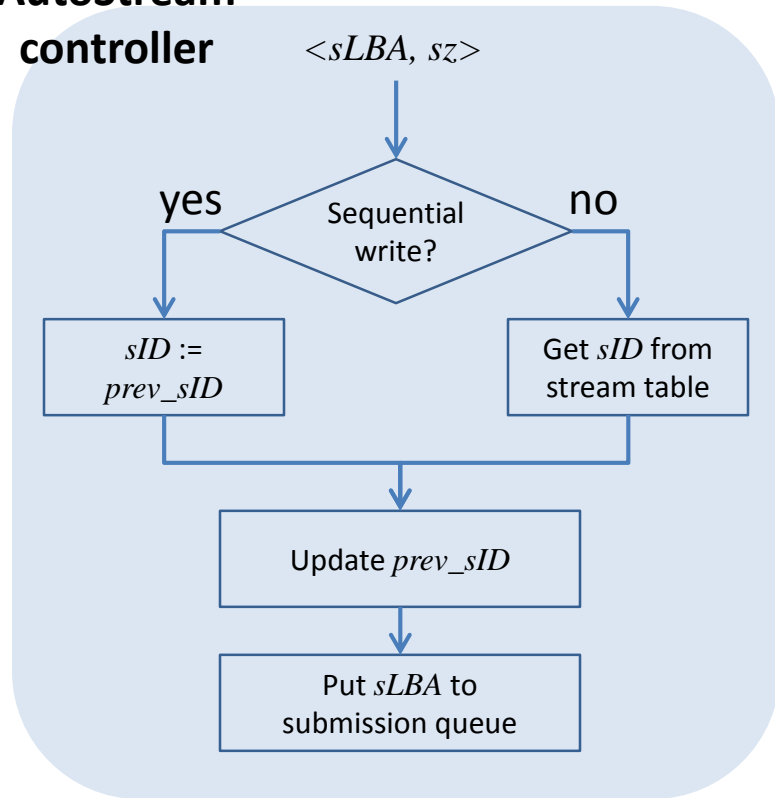 Autostream
controller
<sLBA, sz>
yes
no
Sequential
write?
sID :=
prev_sID
Get sID from
stream table
Update prev_sID
Put sLBA to
submission queue